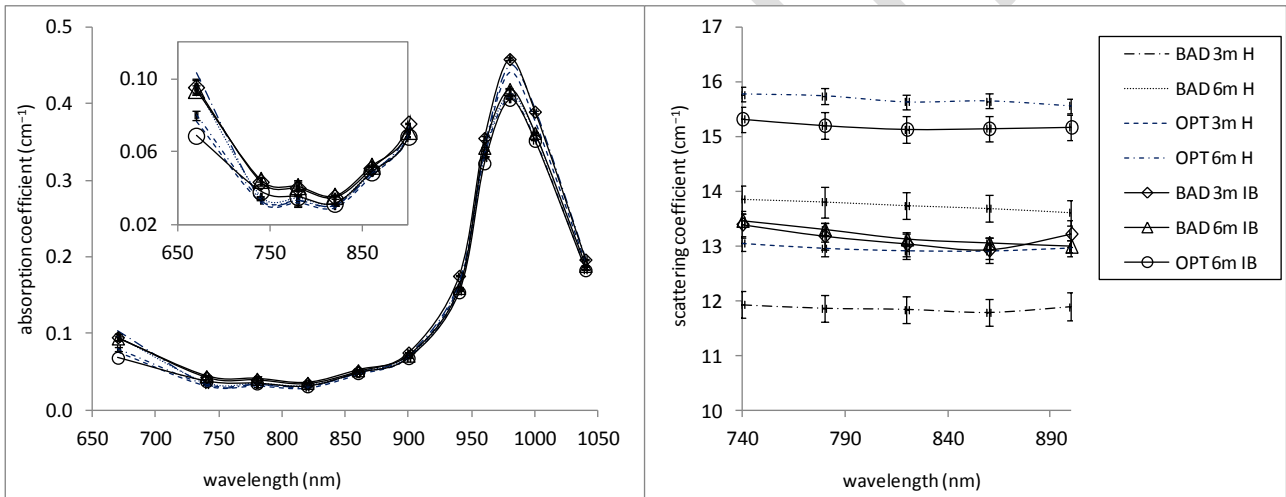 absorption coefficient (cm⁻¹)
0.5
0.4
0.3
0.2
0.1
0.0
650 700 750 800 850 900 950 1000 1050
wavelength (nm)
0.10
0.06
0.02
650 750 850
scattering coefficient (cm⁻¹)
17
16
15
14
13
12
11
10
740 790 840 890
wavelength (nm)
BAD 3m H
BAD 6m H
OPT 3m H
OPT 6m H
BAD 3m IB
BAD 6m IB
OPT 6m IB